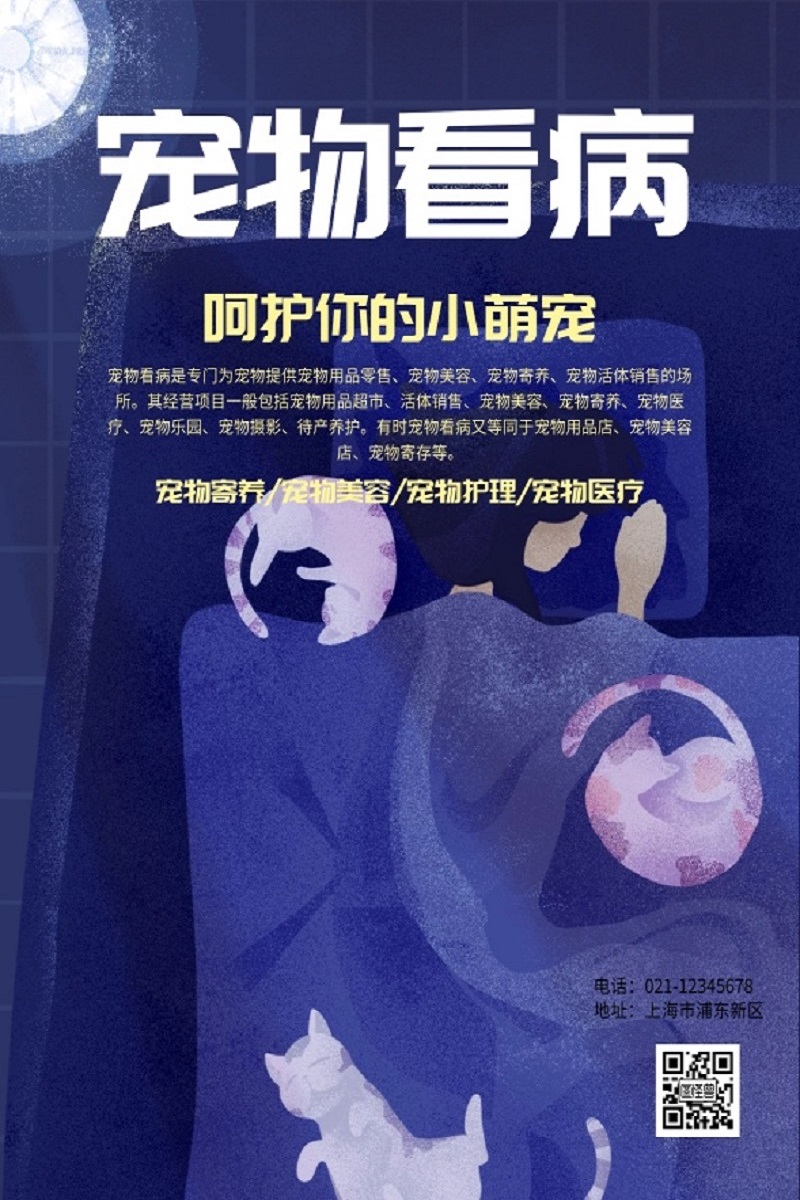 宠物看病
呵护你的小萌宠
宠物看病是专门为宠物提供宠物用品零售、宠物美容、宠物寄养、宠物活体销售的场
所。其经营项目一般包括宠物用品超市、活体销售、宠物美容、宠物寄养、宠物医
疗、宠物乐园、宠物摄影、待产养护。有时宠物看病又等同于宠物用品店、宠物美容
店、宠物寄存等。
宠物寄养/宠物美容/宠物护理/宠物医疗
电话：021-12345678
地址：上海市浦东新区